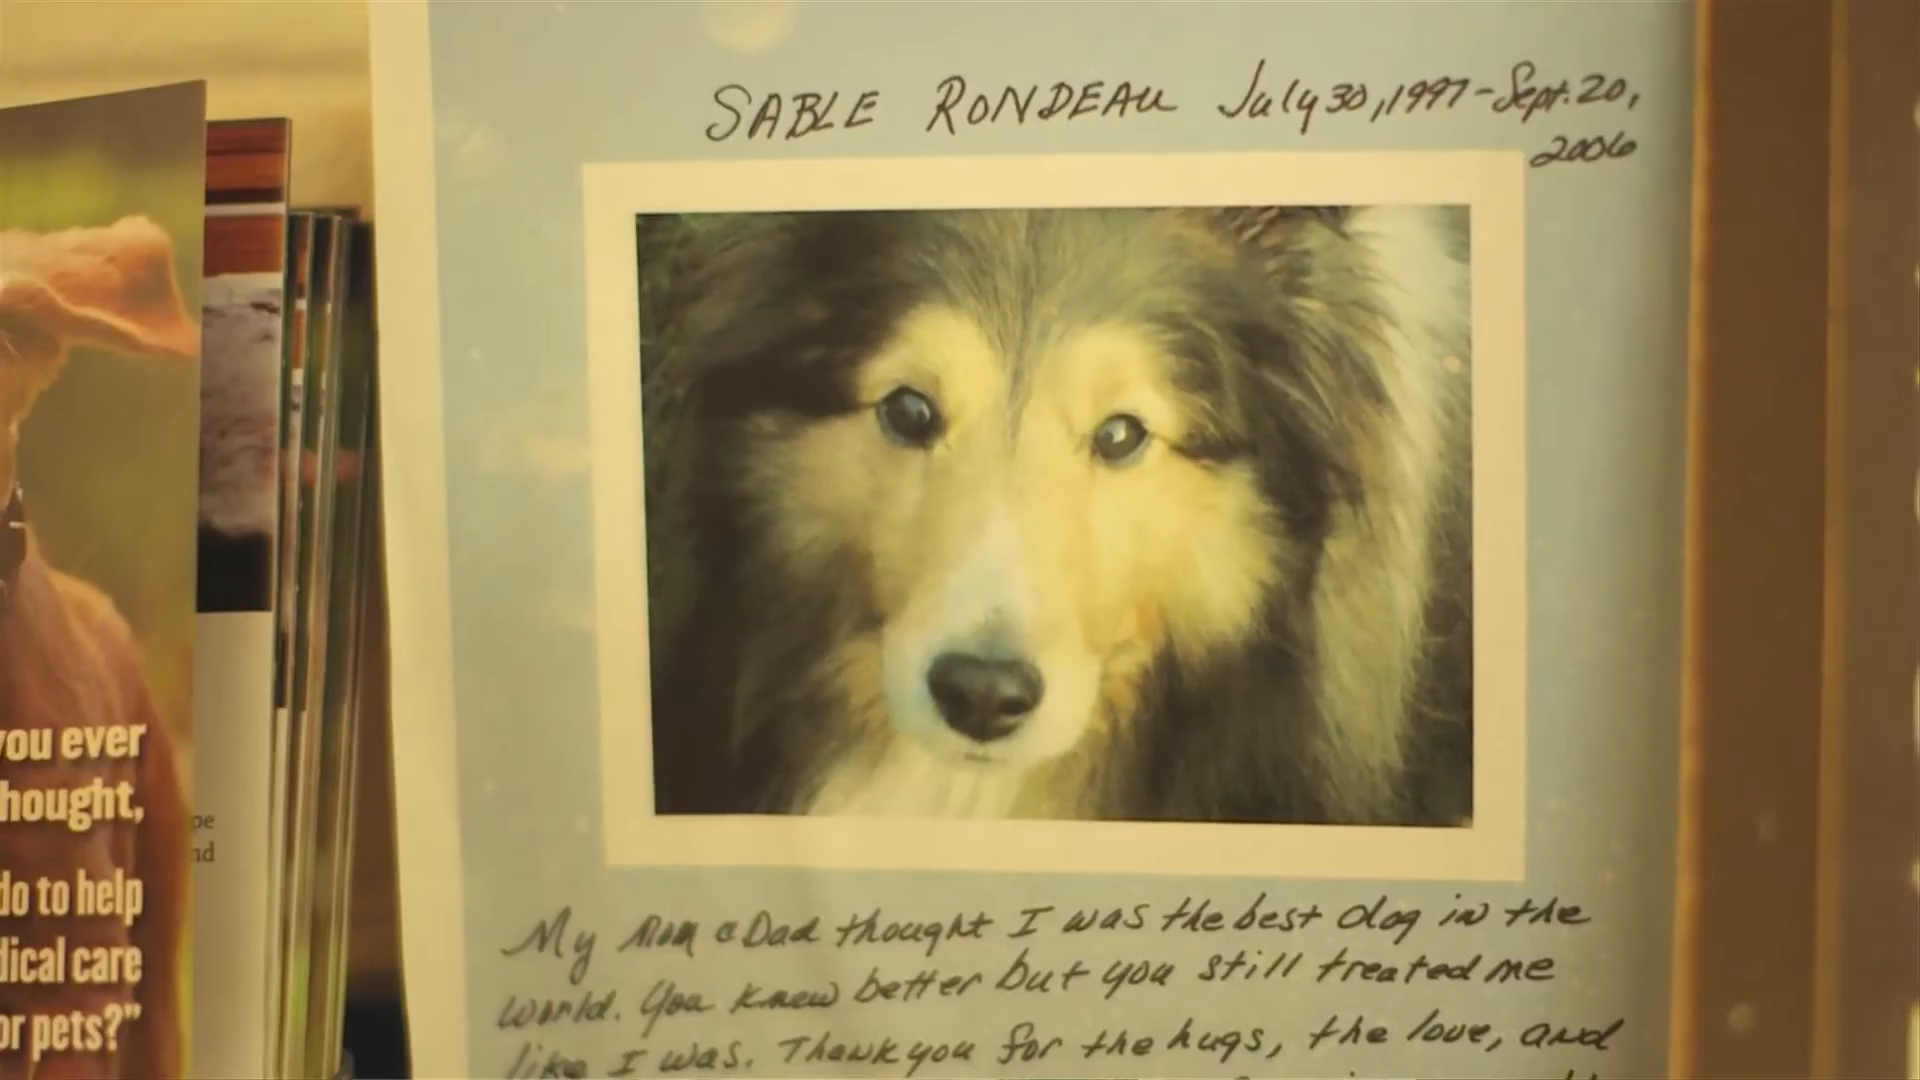 SABLE RONDEAU July 30, 1997 - Sept. 20,
2006
My Mom & Dad thought I was the best dog in the
world. You knew better but you still treated me
like I was. Thank you for the hugs, the love, and
you ever
hought,
do to help
dical care
or pets?"
pe
nd